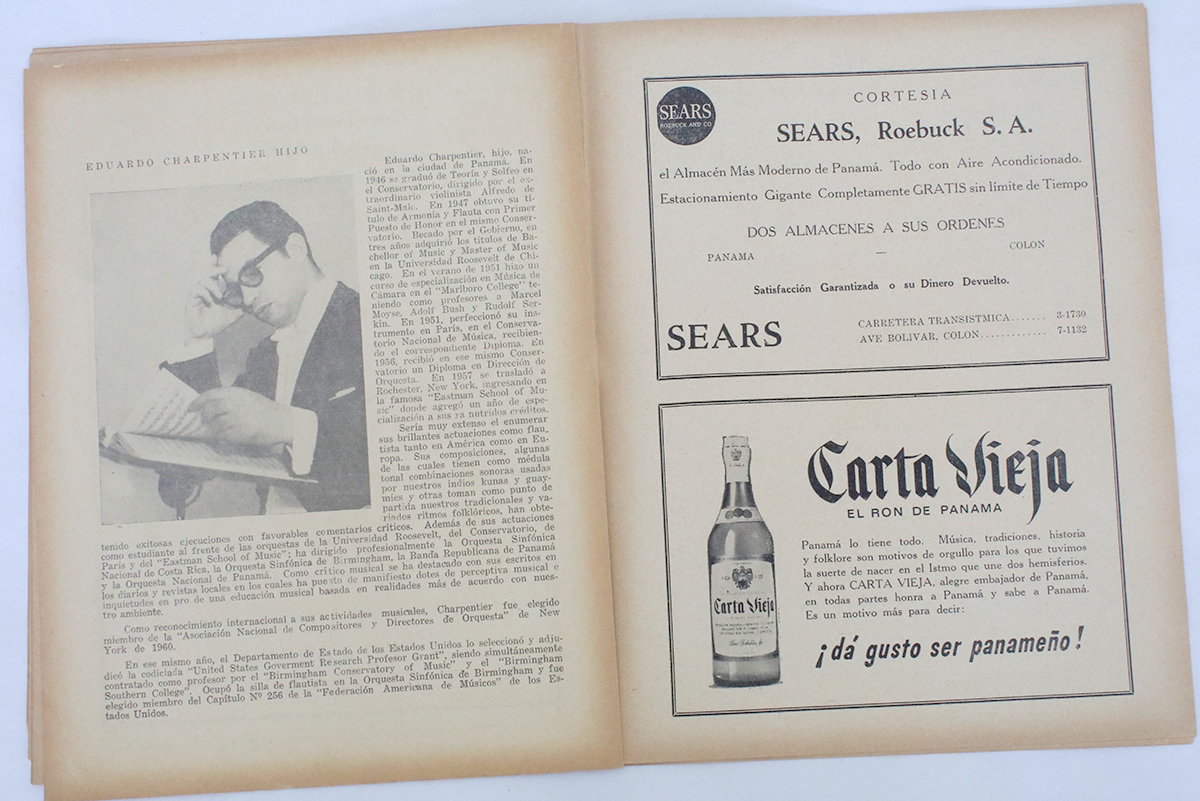 EDUARDO CHARPENTIER HIJO
Eduardo Charpentier, hijo, na-
ció en la ciudad de Panamá. En
1946 se graduó de Teoría y Solfeo en
el Conservatorio, dirigido por el ex-
traordinario violinista Alfredo de
Saint-Malc. En 1947 obtuvo su tí-
tulo de Armonía y Flauta con Primer
Puesto de Honor en el mismo Conser-
vatorio. Becado por el Gobierno, en
tres años adquirió los títulos de Ba-
chellor of Music y Master of Music
en la Universidad Roosevelt de Chi-
cago. En el verano de 1951 hizo un
curso de especialización en Música de
Cámara en el "Marlboro College" te-
niendo como profesores a Marcel
Moyse, Adolf Bush y Rudolf Ser-
kin. En 1951, perfeccionó su ins-
trumento en París, en el Conserva-
torio Nacional de Música, recibien-
do el correspondiente Diploma. En
1956, recibió en ese mismo Conser-
vatorio un Diploma en Dirección de
Orquesta. En 1957 se trasladó a
Rochester, New York, ingresando en
la famosa "Eastman School of Mu-
sic" donde agregó un año de espe-
cialización a sus ya nutridos créditos.
Sería muy extenso el enumerar
sus brillantes actuaciones como flau_
tista tanto en América como en Eu-
ropa. Sus composiciones, algunas
de las cuales tienen como médula
tonal combinaciones sonoras usadas
por nuestros indios kunas y guay-
míes y otras toman como punto de
partida nuestros tradicionales y va-
riados ritmos folklóricos, han obte-
tenido exitosas ejecuciones con favorables comentarios críticos. Además de sus actuaciones
como estudiante al frente de las orquestas de la Universidad Roosevelt, del Conservatorio, de
París y del "Eastman School of Music"; ha dirigido profesionalmente la Orquesta Sinfónica
Nacional de Costa Rica, la Orquesta Sinfónica de Birmingham, la Banda Republicana de Panamá
y la Orquesta Nacional de Panamá. Como crítico musical se ha destacado con sus escritos en
los diarios y revistas locales en los cuales ha puesto de manifiesto dotes de perceptiva musical e
inquietudes en pro de una educación musical basada en realidades más de acuerdo con nues-
tro ambiente.
Como reconocimiento internacional a sus actividades musicales, Charpentier fue elegido
miembro de la "Asociación Nacional de Compositores y Directores de Orquesta" de New
York de 1960.
En ese mismo año, el Departamento de Estado de los Estados Unidos lo seleccionó y adju-
dicó la codiciada "United States Goverment Research Profesor Grant", siendo simultáneamente
contratado como profesor por el "Birmingham Conservatory of Music" y el "Birmingham
Southern College". Ocupó la silla de flautista en la Orquesta Sinfónica de Birmingham y fue
elegido miembro del Capítulo Nº 256 de la "Federación Americana de Músicos" de los Es-
tados Unidos.
SEARS
ROEBUCK AND CO
CORTESIA
SEARS, Roebuck S. A.
el Almacén Más Moderno de Panamá. Todo con Aire Acondicionado.
Estacionamiento Gigante Completamente GRATIS sin límite de Tiempo
DOS ALMACENES A SUS ORDENES
PANAMA — COLON
Satisfacción Garantizada o su Dinero Devuelto.
SEARS
CARRETERA TRANSISTMICA....... 3-1730
AVE BOLIVAR, COLON............ 7-1132
Carta Vieja
EL RON DE PANAMA
Panamá lo tiene todo. Música, tradiciones, historia
y folklore son motivos de orgullo para los que tuvimos
la suerte de nacer en el Istmo que une dos hemisferios.
Y ahora CARTA VIEJA, alegre embajador de Panamá,
en todas partes honra a Panamá y sabe a Panamá.
Es un motivo más para decir:
¡dá gusto ser panameño!
Carta Vieja